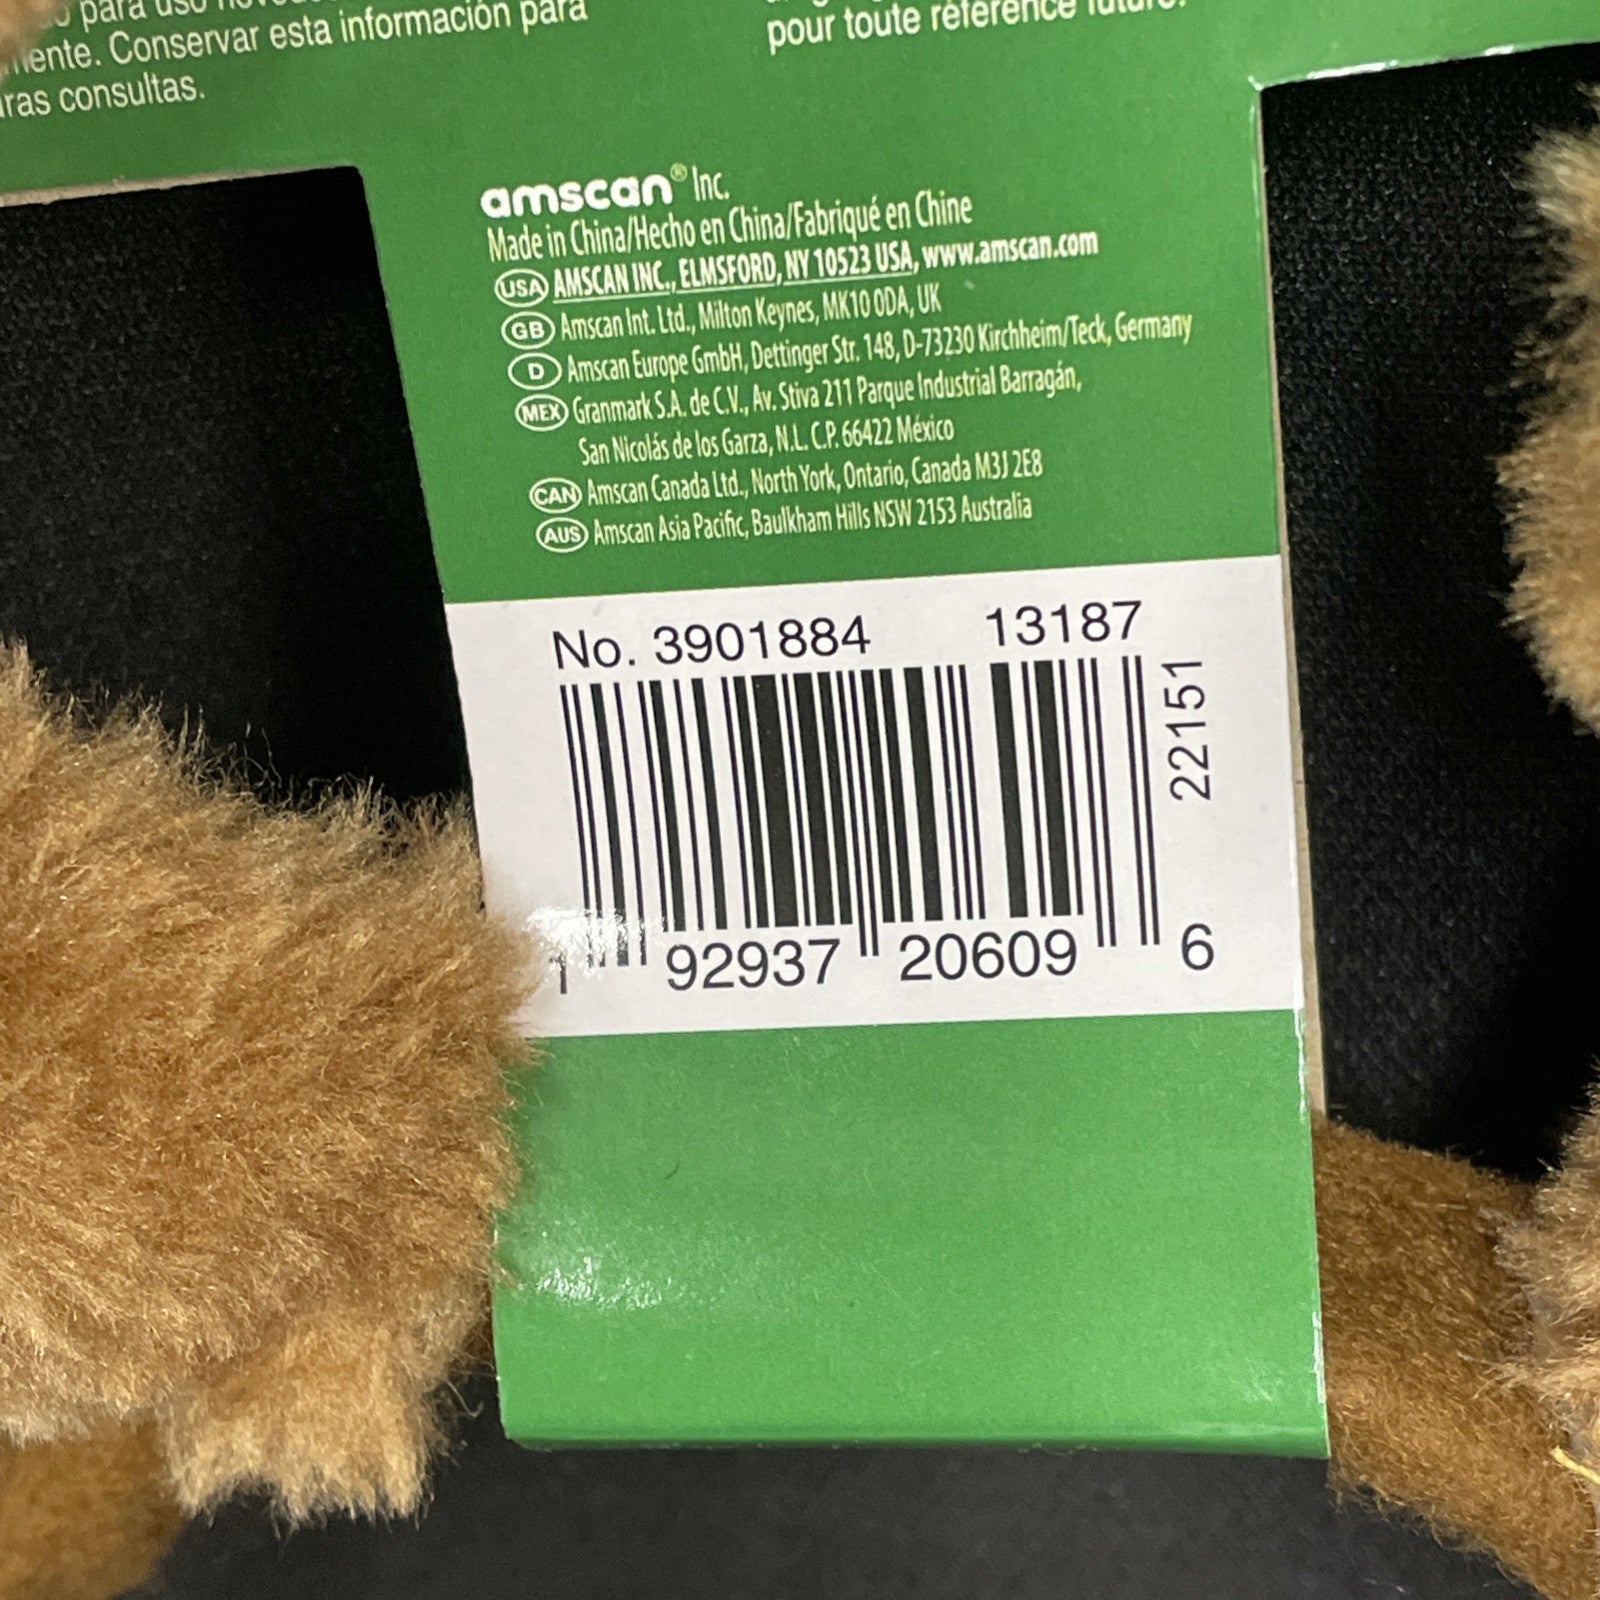 para uso
Conservar esta información para
consultas.
pour toute référence
amscan® Inc.
Made in China/Hecho en China/Fabriqué en Chine
USA AMSCAN INC., ELMSFORD, NY 10523 USA, www.amscan.com
GB Amscan Int. Ltd., Milton Keynes, MK10 0DA, UK
D Amscan Europe GmbH, Dettinger Str. 148, D-73230 Kirchheim/Teck, Germany
MEX Granmark S.A. de C.V., Av. Stiva 211 Parque Industrial Barragán,
San Nicolás de los Garza, N.L. C.P. 66422 México
CAN Amscan Canada Ltd., North York, Ontario, Canada M3J 2E8
AUS Amscan Asia Pacific, Baulkham Hills NSW 2153 Australia
No. 3901884 13187
22151
1 92937 20609 6